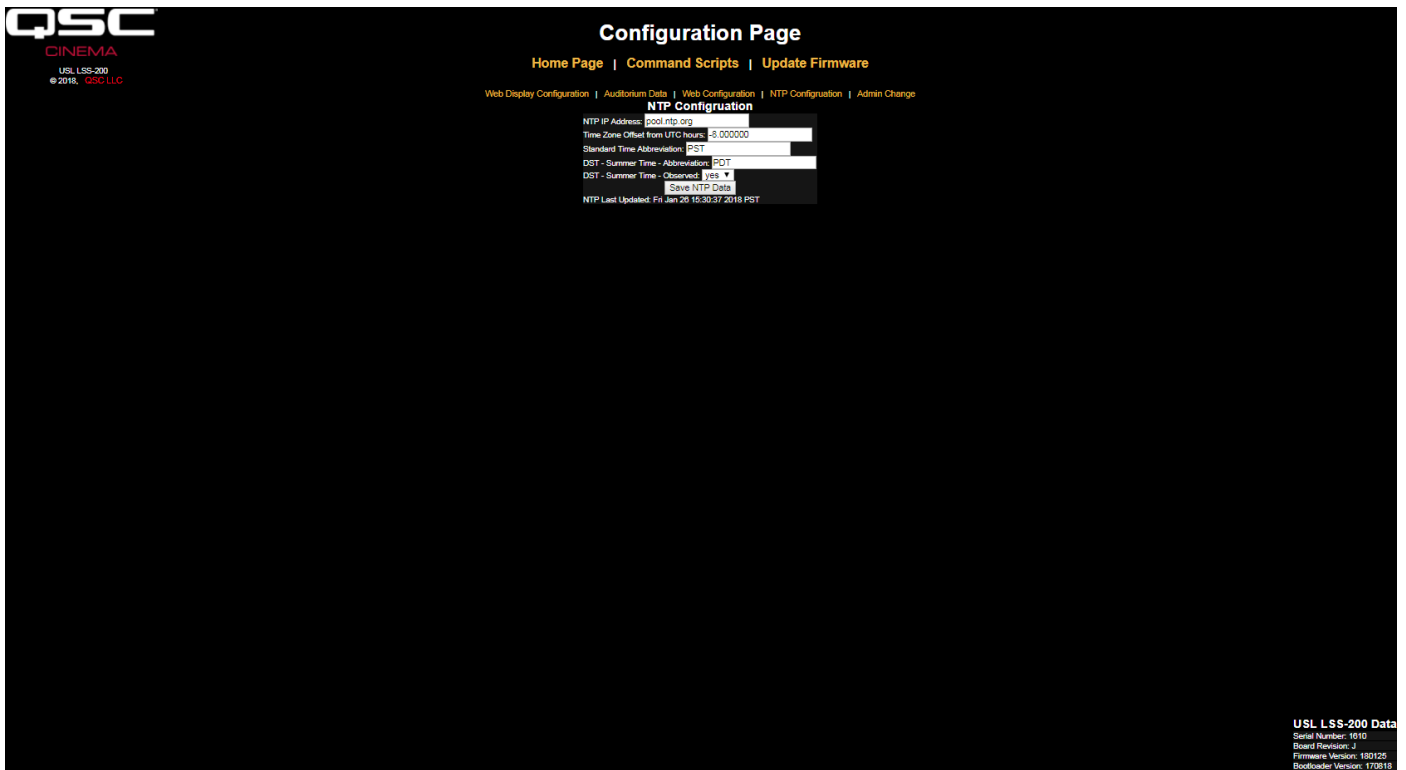 QSC
CINEMA
USL LSS-200
© 2018, QSC LLC
Configuration Page
Home Page | Command Scripts | Update Firmware
Web Display Configuration | Auditorium Data | Web Configuration | NTP Configruation | Admin Change
NTP Configruation
NTP IP Address: pool.ntp.org
Time Zone Offset from UTC hours: -8.000000
Standard Time Abbreviation: PST
DST - Summer Time - Abbreviation: PDT
DST - Summer Time - Observed: yes ▼
Save NTP Data
NTP Last Updated: Fri Jan 26 15:30:37 2018 PST
USL LSS-200 Data
Serial Number: 1610
Board Revision: J
Firmware Version: 180125
Bootloader Version: 170818